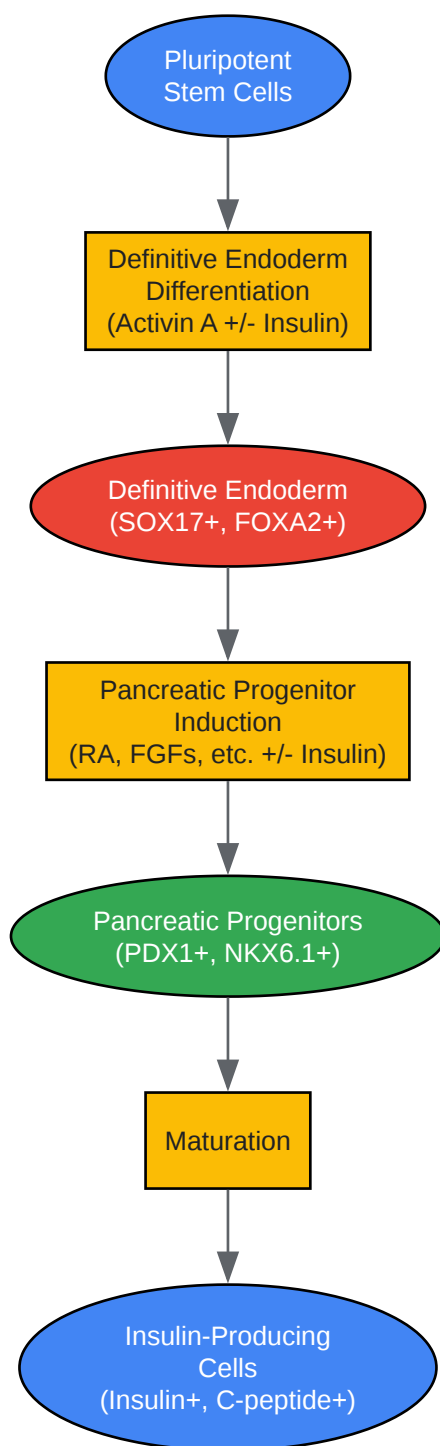 Pluripotent
Stem Cells
Definitive Endoderm
Differentiation
(Activin A +/- Insulin)
Definitive Endoderm
(SOX17+, FOXA2+)
Pancreatic Progenitor
Induction
(RA, FGFs, etc. +/- Insulin)
Pancreatic Progenitors
(PDX1+, NKX6.1+)
Maturation
Insulin-Producing
Cells
(Insulin+, C-peptide+)